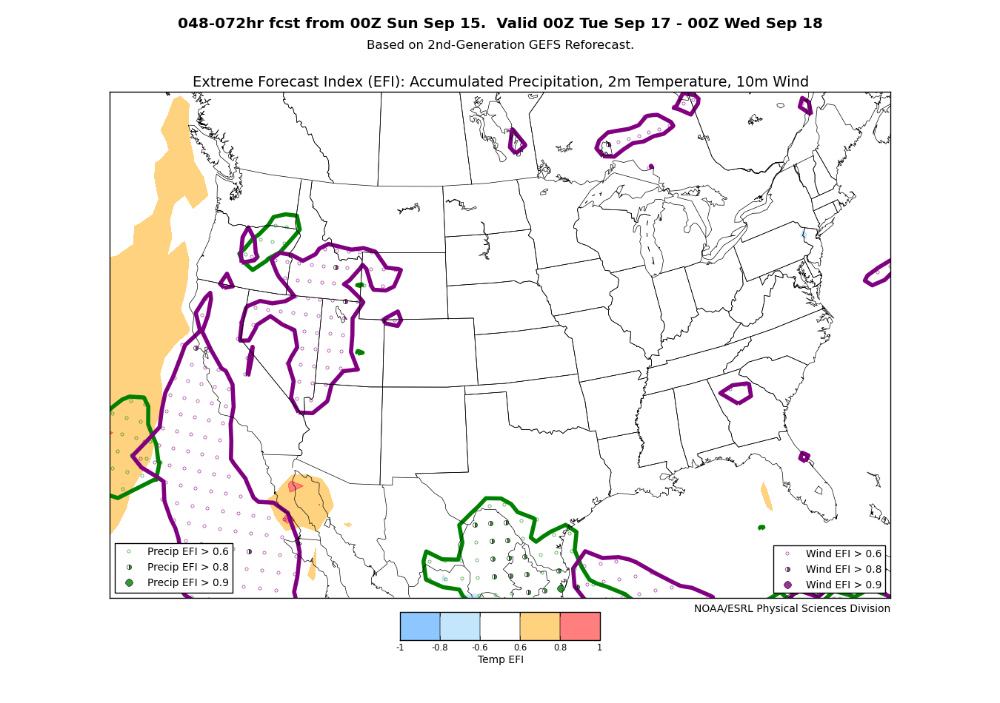 048-072hr fcst from 00Z Sun Sep 15.  Valid 00Z Tue Sep 17 - 00Z Wed Sep 18
Based on 2nd-Generation GEFS Reforecast.
Extreme Forecast Index (EFI): Accumulated Precipitation, 2m Temperature, 10m Wind
Precip EFI > 0.6
Precip EFI > 0.8
Precip EFI > 0.9
Wind EFI > 0.6
Wind EFI > 0.8
Wind EFI > 0.9
NOAA/ESRL Physical Sciences Division
-1 -0.8 -0.6 0.6 0.8 1
Temp EFI